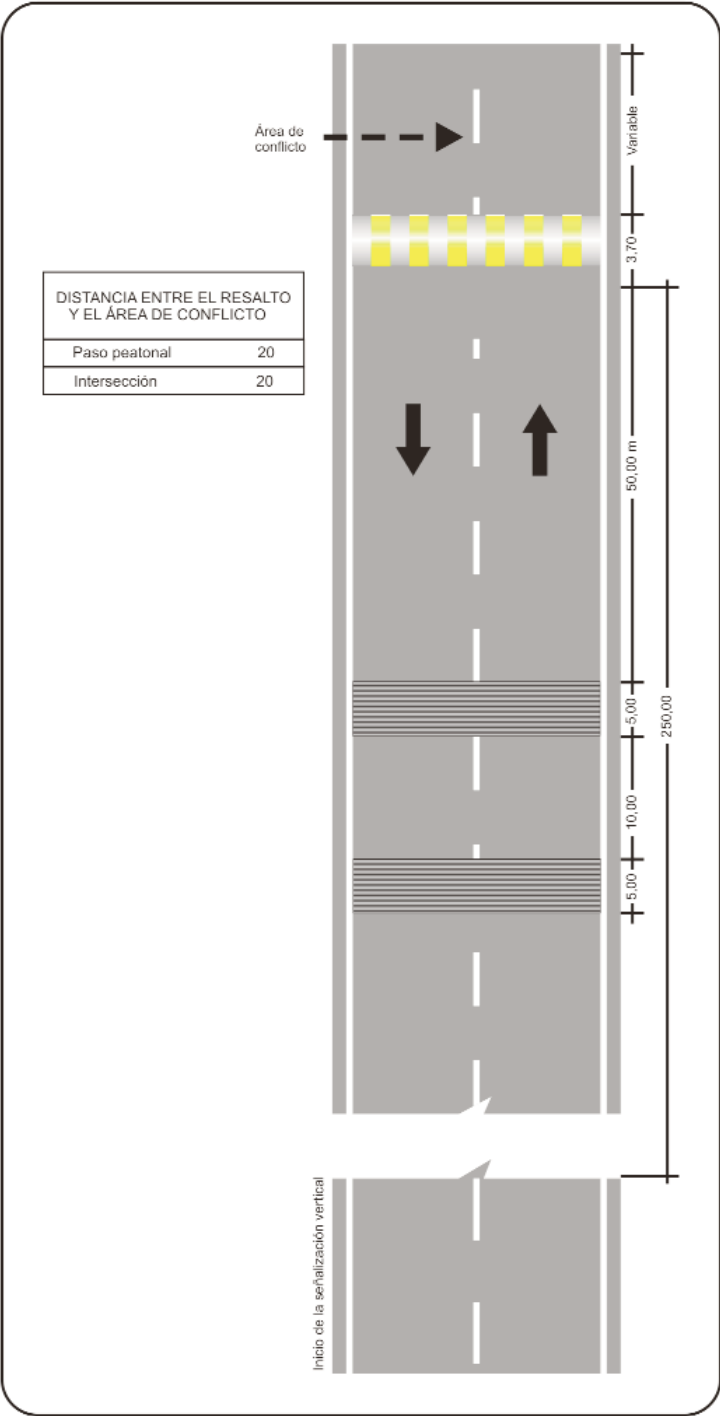 Área de
conflicto
Variable
3,70
DISTANCIA ENTRE EL RESALTO
Y EL ÁREA DE CONFLICTO
Paso peatonal 20
Intersección 20
50,00 m
5,00
250,00
10,00
5,00
Inicio de la señalización vertical